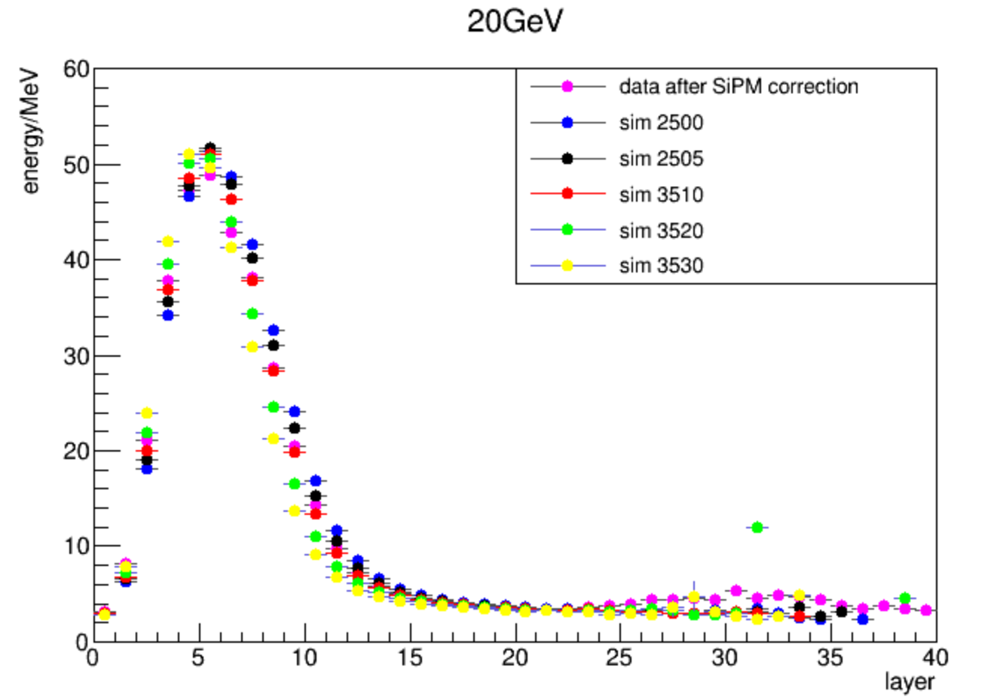 20GeV
energy/MeV
60
50
40
30
20
10
0
data after SiPM correction
sim 2500
sim 2505
sim 3510
sim 3520
sim 3530
0 5 10 15 20 25 30 35 40
layer